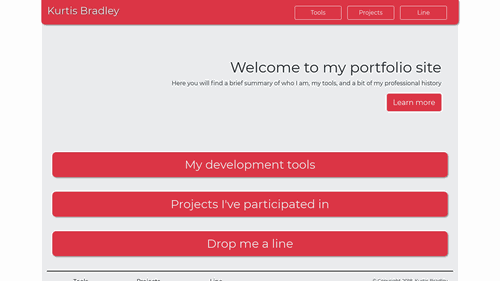 Kurtis Bradley
Tools Projects Line
Welcome to my portfolio site
Here you will find a brief summary of who I am, my tools, and a bit of my professional history
Learn more
My development tools
Projects I've participated in
Drop me a line
Tools Projects Line © Copyright 2018, Kurtis Bradley